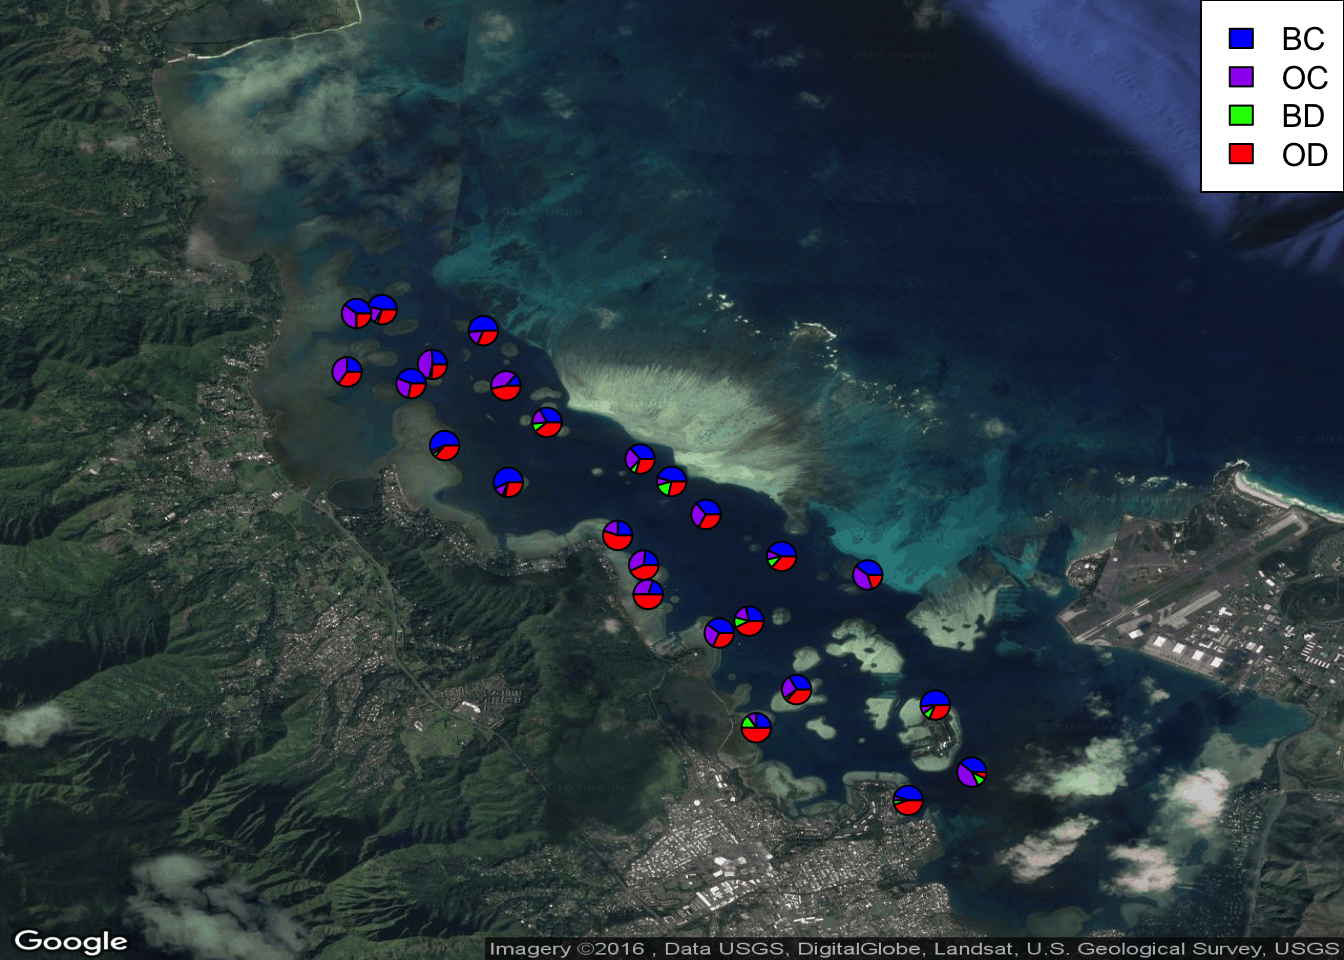 BC
OC
BD
OD
Google
Imagery ©2016 , Data USGS, DigitalGlobe, Landsat, U.S. Geological Survey, USGS